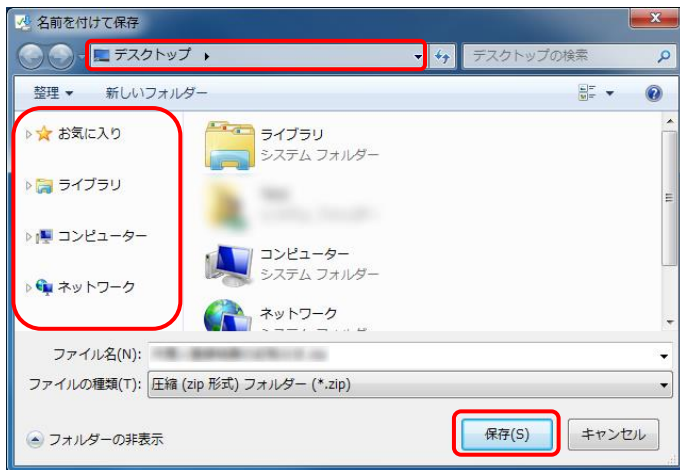 名前を付けて保存
デスクトップ
デスクトップの検索
整理
新しいフォルダー
お気に入り
ライブラリ
コンピューター
ネットワーク
ライブラリ
システム フォルダー
コンピューター
システム フォルダー
ネットワーク
ファイル名(N):
ファイルの種類(T): 圧縮 (zip 形式) フォルダー (*.zip)
フォルダーの非表示
保存(S)
キャンセル